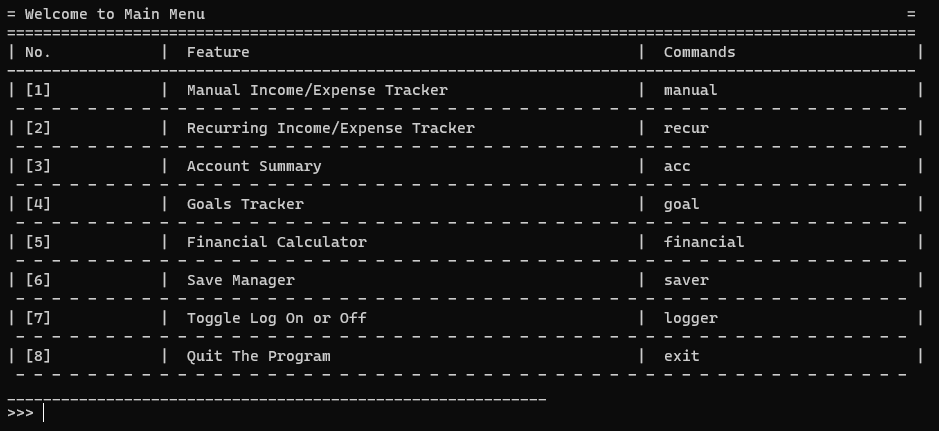 = Welcome to Main Menu =
=====================================================================================================
| No. | Feature | Commands |
-----------------------------------------------------------------------------------------------------
| [1] | Manual Income/Expense Tracker | manual |
- - - - - - - - - - - - - - - - - - - - - - - - - - - - - - - - - - - - - - - - - - - - - - - - - -
| [2] | Recurring Income/Expense Tracker | recur |
- - - - - - - - - - - - - - - - - - - - - - - - - - - - - - - - - - - - - - - - - - - - - - - - - -
| [3] | Account Summary | acc |
- - - - - - - - - - - - - - - - - - - - - - - - - - - - - - - - - - - - - - - - - - - - - - - - - -
| [4] | Goals Tracker | goal |
- - - - - - - - - - - - - - - - - - - - - - - - - - - - - - - - - - - - - - - - - - - - - - - - - -
| [5] | Financial Calculator | financial |
- - - - - - - - - - - - - - - - - - - - - - - - - - - - - - - - - - - - - - - - - - - - - - - - - -
| [6] | Save Manager | saver |
- - - - - - - - - - - - - - - - - - - - - - - - - - - - - - - - - - - - - - - - - - - - - - - - - -
| [7] | Toggle Log On or Off | logger |
- - - - - - - - - - - - - - - - - - - - - - - - - - - - - - - - - - - - - - - - - - - - - - - - - -
| [8] | Quit The Program | exit |
- - - - - - - - - - - - - - - - - - - - - - - - - - - - - - - - - - - - - - - - - - - - - - - - - -
____________________________________________________________
>>>